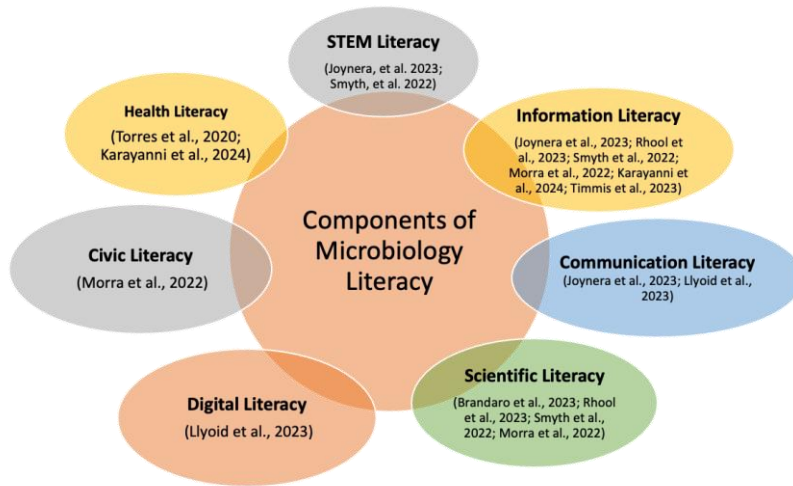 STEM Literacy
(Joynera, et al. 2023;
Smyth, et al. 2022)
Health Literacy
(Torres et al., 2020;
Karayanni et al., 2024)
Information Literacy
(Joynera et al., 2023; Rhool
et al., 2023; Smyth et al., 2022;
Morra et al., 2022; Karayanni
et al., 2024; Timmis et al., 2023)
Components of
Microbiology
Literacy
Civic Literacy
(Morra et al., 2022)
Communication Literacy
(Joynera et al., 2023; Llyoid et al.,
2023)
Digital Literacy
(Llyoid et al., 2023)
Scientific Literacy
(Brandaro et al., 2023; Rhool
et al., 2023; Smyth et al.,
2022; Morra et al., 2022)